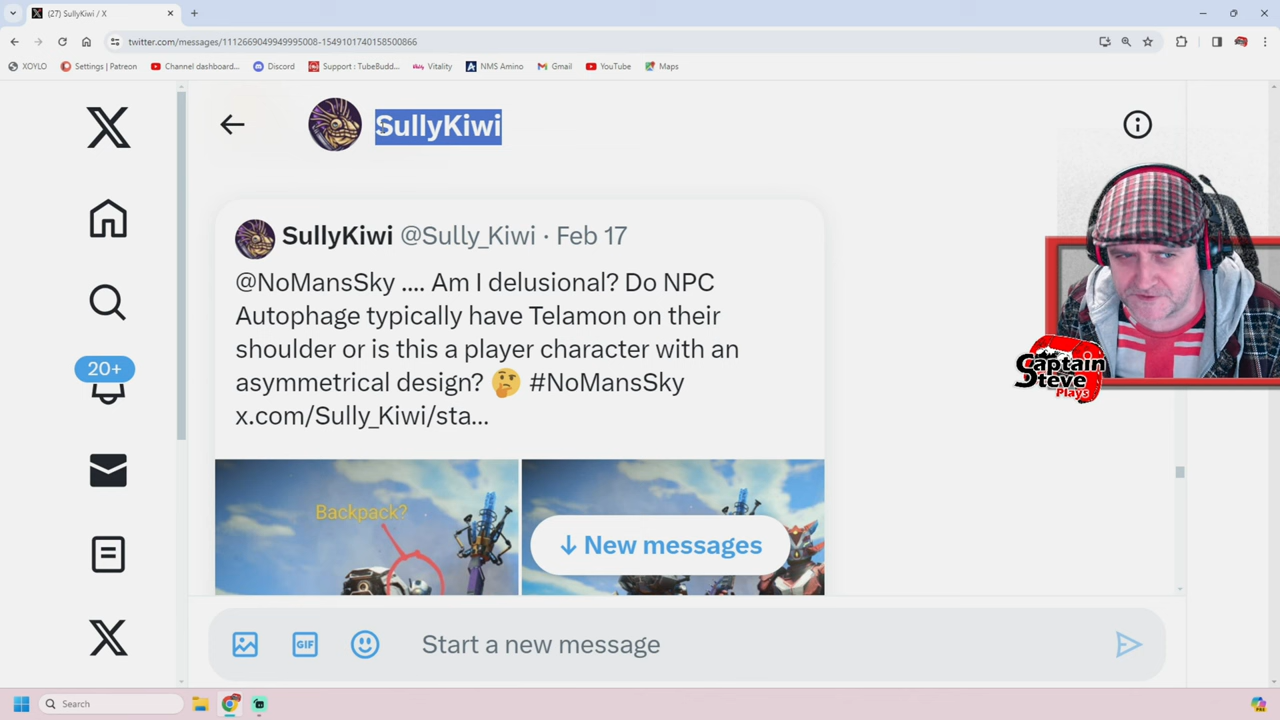 (27) SullyKiwi / X
twitter.com/messages/1112669049949995008-1549101740158500866
XOYLO
Settings | Patreon
Channel dashboard...
Discord
Support : TubeBudd...
Vitality
NMS Amino
Gmail
YouTube
Maps
SullyKiwi
SullyKiwi @Sully_Kiwi · Feb 17
@NoMansSky .... Am I delusional? Do NPC
Autophage typically have Telamon on their
shoulder or is this a player character with an
asymmetrical design? 🤔 #NoMansSky
x.com/Sully_Kiwi/sta...
20+
Backpack?
↓ New messages
GIF
Start a new message
Captain
Steve
Plays
Search